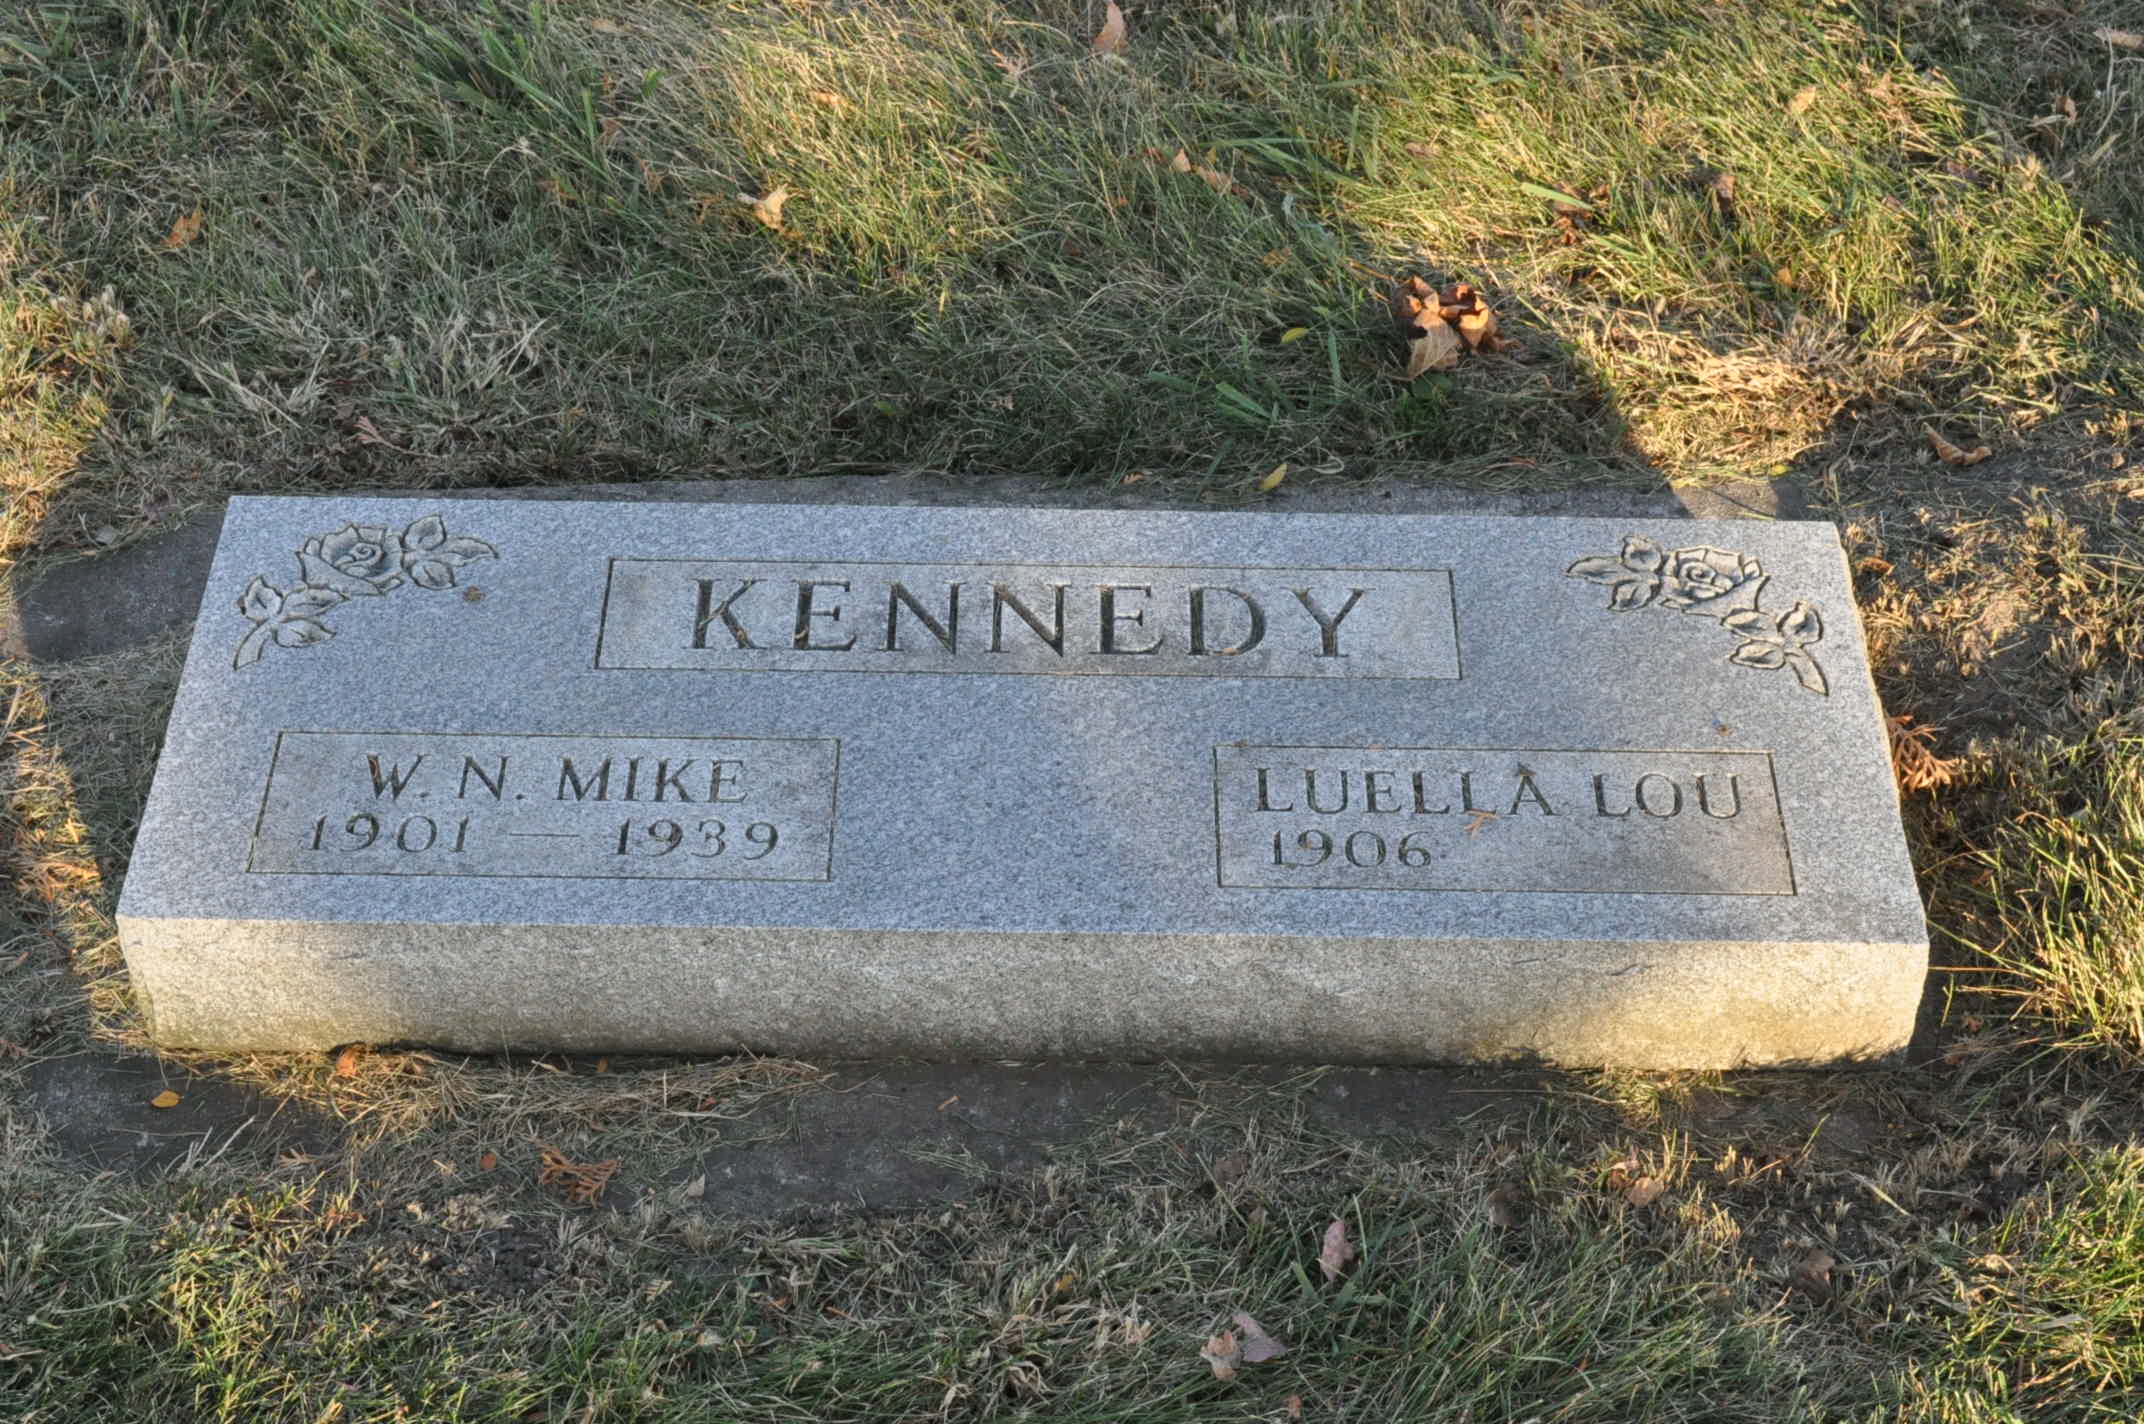 KENNEDY
W. N. MIKE
1901 — 1939
LUELLA LOU
1906